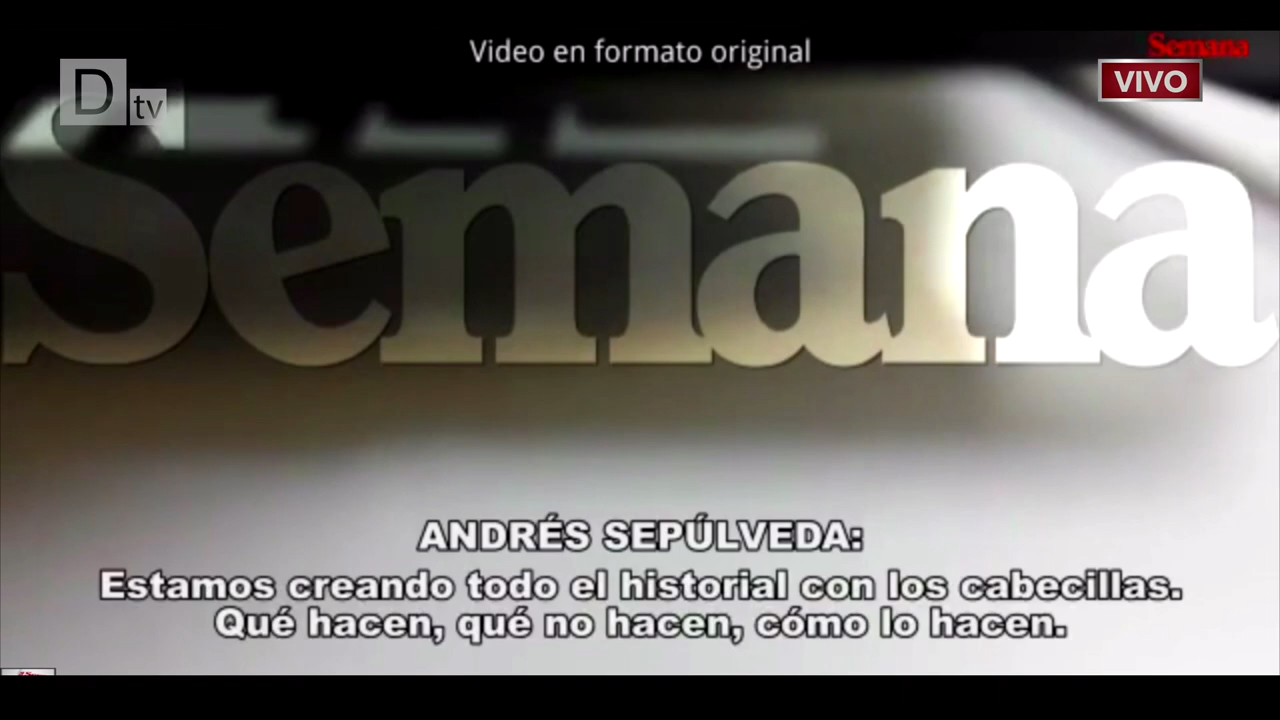 Video en formato original
Semana
VIVO
D tv
Semana
ANDRÉS SEPÚLVEDA:
Estamos creando todo el historial con los cabecillas.
Qué hacen, qué no hacen, cómo lo hacen.